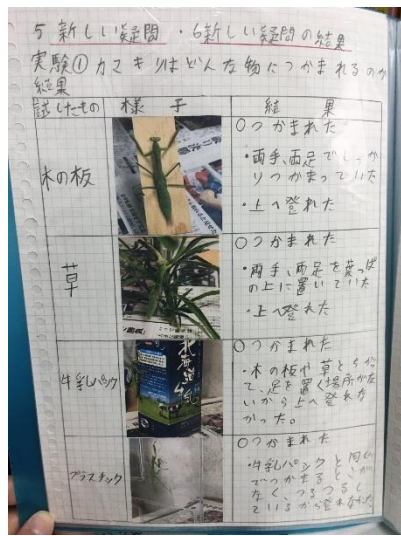 5 新しい疑問・6新しい疑問の結果
実験① カマキリはどんな物につかまれるのか
結果
試したもの 様子 結果
木の板
○つかまれた
・両手、両足でしっか
りつかまっていた
・上へ登れた
草
○つかまれた
・両手、両足を葉っぱ
の上に置いていた
・上へ登れた
牛乳パック
北海道
○つかまれた
・木の板や草とちがっ
て、足を置く場所がな
いから上へ登れな
かった。
プラスチック
○つかまれた
・牛乳パックと同じ
でつかまるところが
なく、つるつるし
ているから登れなかった